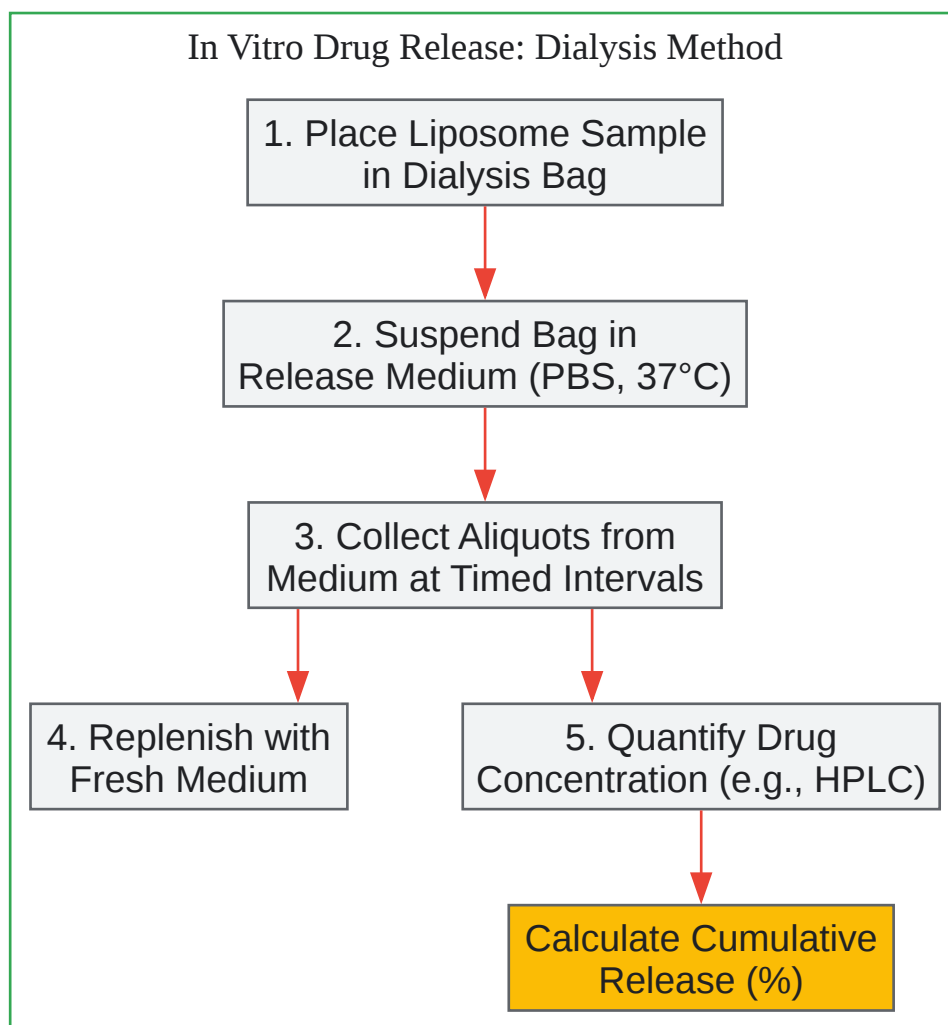 In Vitro Drug Release: Dialysis Method
1. Place Liposome Sample
in Dialysis Bag
2. Suspend Bag in
Release Medium (PBS, 37°C)
3. Collect Aliquots from
Medium at Timed Intervals
4. Replenish with
Fresh Medium
5. Quantify Drug
Concentration (e.g., HPLC)
Calculate Cumulative
Release (%)